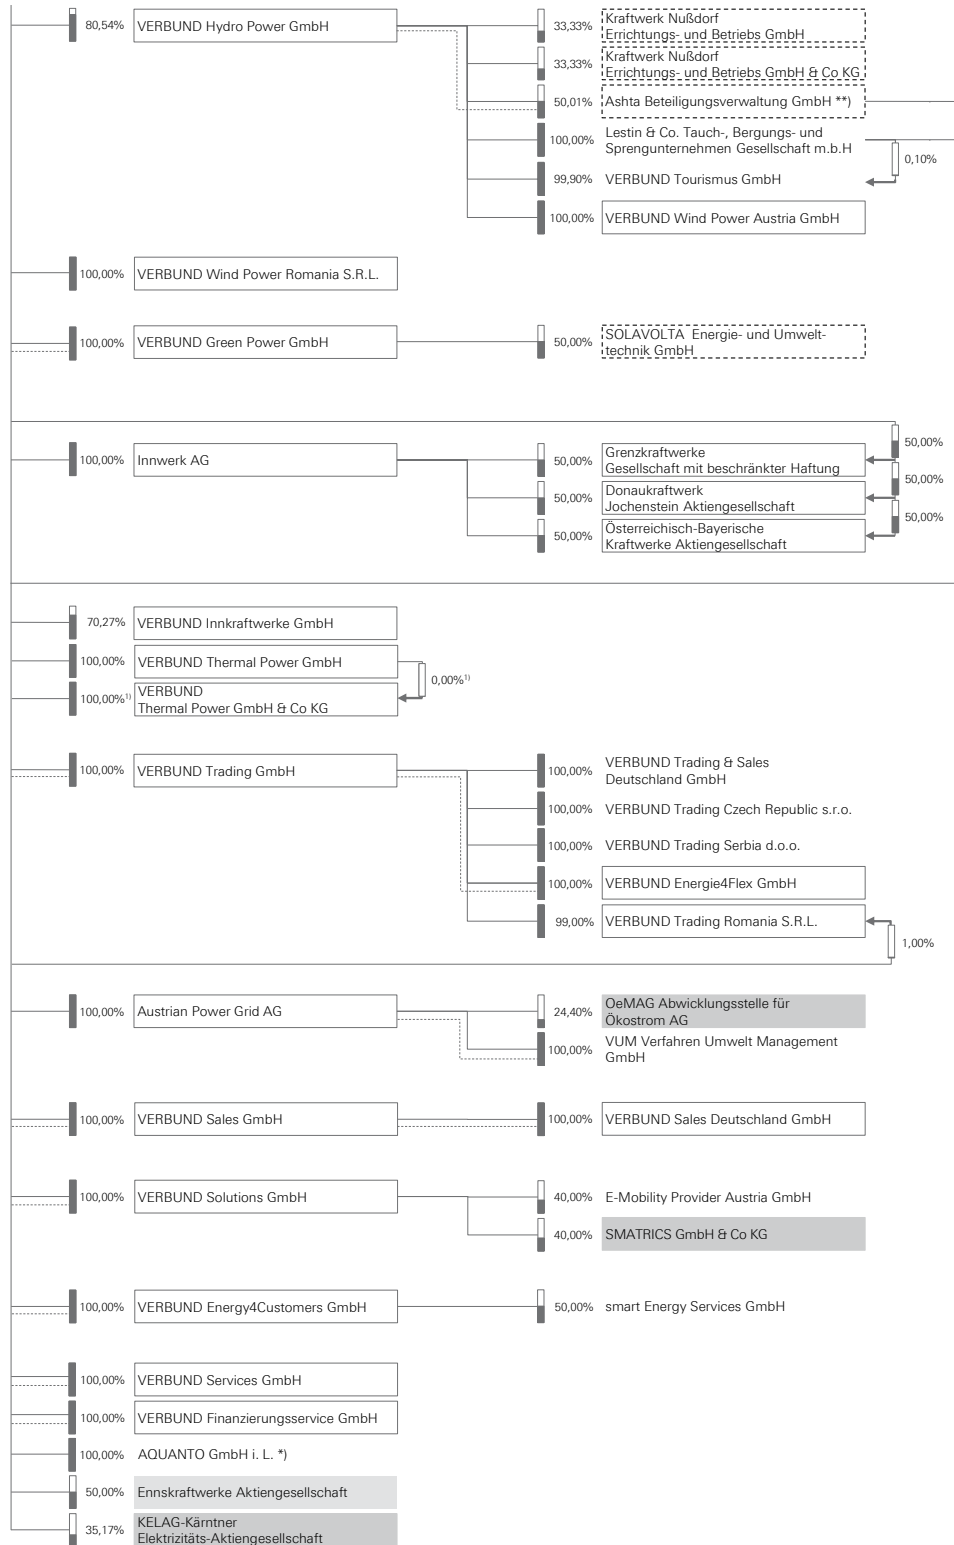 80,54% VERBUND Hydro Power GmbH
33,33% Kraftwerk Nußdorf
Errichtungs- und Betriebs GmbH
33,33% Kraftwerk Nußdorf
Errichtungs- und Betriebs GmbH & Co KG
50,01% Ashta Beteiligungsverwaltung GmbH **)
100,00% Lestin & Co. Tauch-, Bergungs- und
Sprengunternehmen Gesellschaft m.b.H
0,10%
99,90% VERBUND Tourismus GmbH
100,00% VERBUND Wind Power Austria GmbH
100,00% VERBUND Wind Power Romania S.R.L.
100,00% VERBUND Green Power GmbH
50,00% SOLAVOLTA Energie- und Umwelt-
technik GmbH
100,00% Innwerk AG
50,00% Grenzkraftwerke
Gesellschaft mit beschränkter Haftung
50,00%
50,00% Donaukraftwerk
Jochenstein Aktiengesellschaft
50,00%
50,00% Österreichisch-Bayerische
Kraftwerke Aktiengesellschaft
50,00%
70,27% VERBUND Innkraftwerke GmbH
100,00% VERBUND Thermal Power GmbH
0,00%1)
100,00%1) VERBUND
Thermal Power GmbH & Co KG
100,00% VERBUND Trading GmbH
100,00% VERBUND Trading & Sales
Deutschland GmbH
100,00% VERBUND Trading Czech Republic s.r.o.
100,00% VERBUND Trading Serbia d.o.o.
100,00% VERBUND Energie4Flex GmbH
99,00% VERBUND Trading Romania S.R.L.
1,00%
100,00% Austrian Power Grid AG
24,40% OeMAG Abwicklungsstelle für
Ökostrom AG
100,00% VUM Verfahren Umwelt Management
GmbH
100,00% VERBUND Sales GmbH
100,00% VERBUND Sales Deutschland GmbH
100,00% VERBUND Solutions GmbH
40,00% E-Mobility Provider Austria GmbH
40,00% SMATRICS GmbH & Co KG
100,00% VERBUND Energy4Customers GmbH
50,00% smart Energy Services GmbH
100,00% VERBUND Services GmbH
100,00% VERBUND Finanzierungsservice GmbH
100,00% AQUANTO GmbH i. L. *)
50,00% Ennskraftwerke Aktiengesellschaft
35,17% KELAG-Kärntner
Elektrizitäts-Aktiengesellschaft